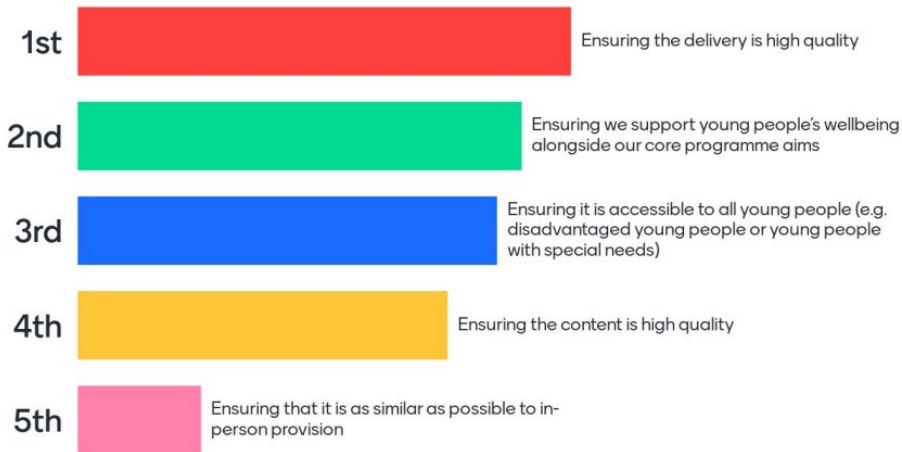 1st
Ensuring the delivery is high quality
2nd
Ensuring we support young people's wellbeing
alongside our core programme aims
3rd
Ensuring it is accessible to all young people (e.g.
disadvantaged young people or young people
with special needs)
4th
Ensuring the content is high quality
5th
Ensuring that it is as similar as possible to in-
person provision